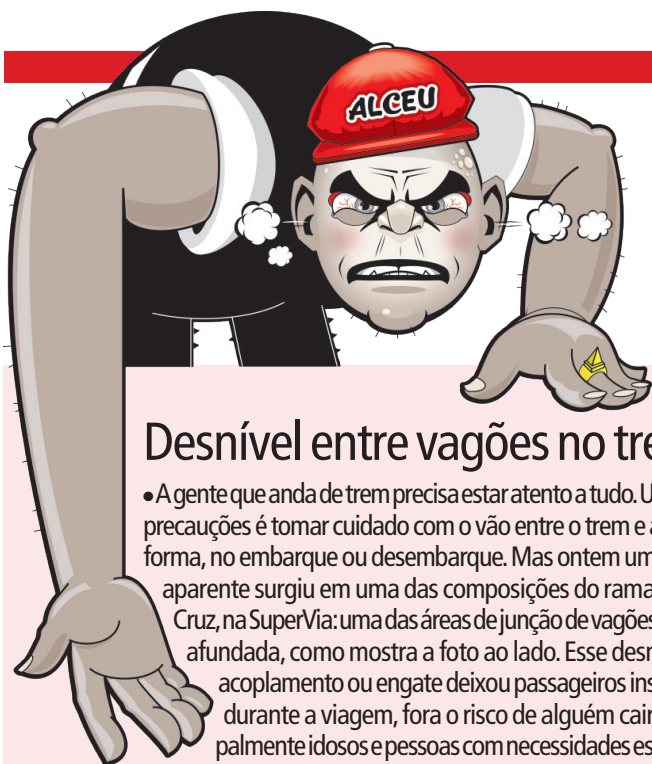 ALCEU
Desnível entre vagões no tre
• A gente que anda de trem precisa estar atento a tudo. U
precauções é tomar cuidado com o vão entre o trem e a
forma, no embarque ou desembarque. Mas ontem um
aparente surgiu em uma das composições do rama
Cruz, na SuperVia: uma das áreas de junção de vagões
afundada, como mostra a foto ao lado. Esse desn
acoplamento ou engate deixou passageiros ins
durante a viagem, fora o risco de alguém cair
palmente idosos e pessoas com necessidades es